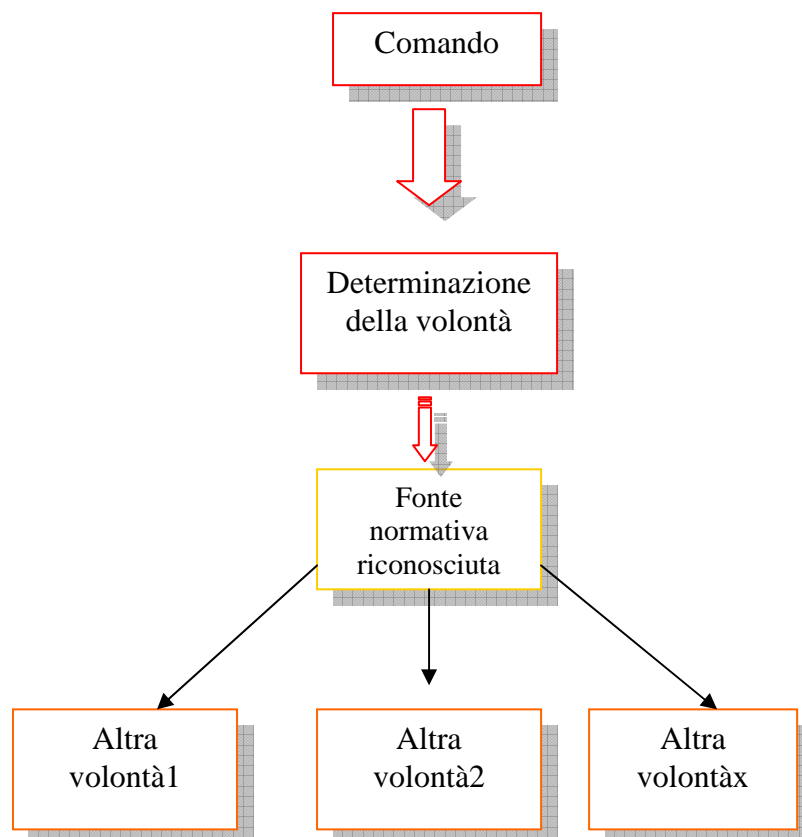 Comando
Determinazione
della volontà
Fonte
normativa
riconosciuta
Altra
volontà1
Altra
volontà2
Altra
volontàx